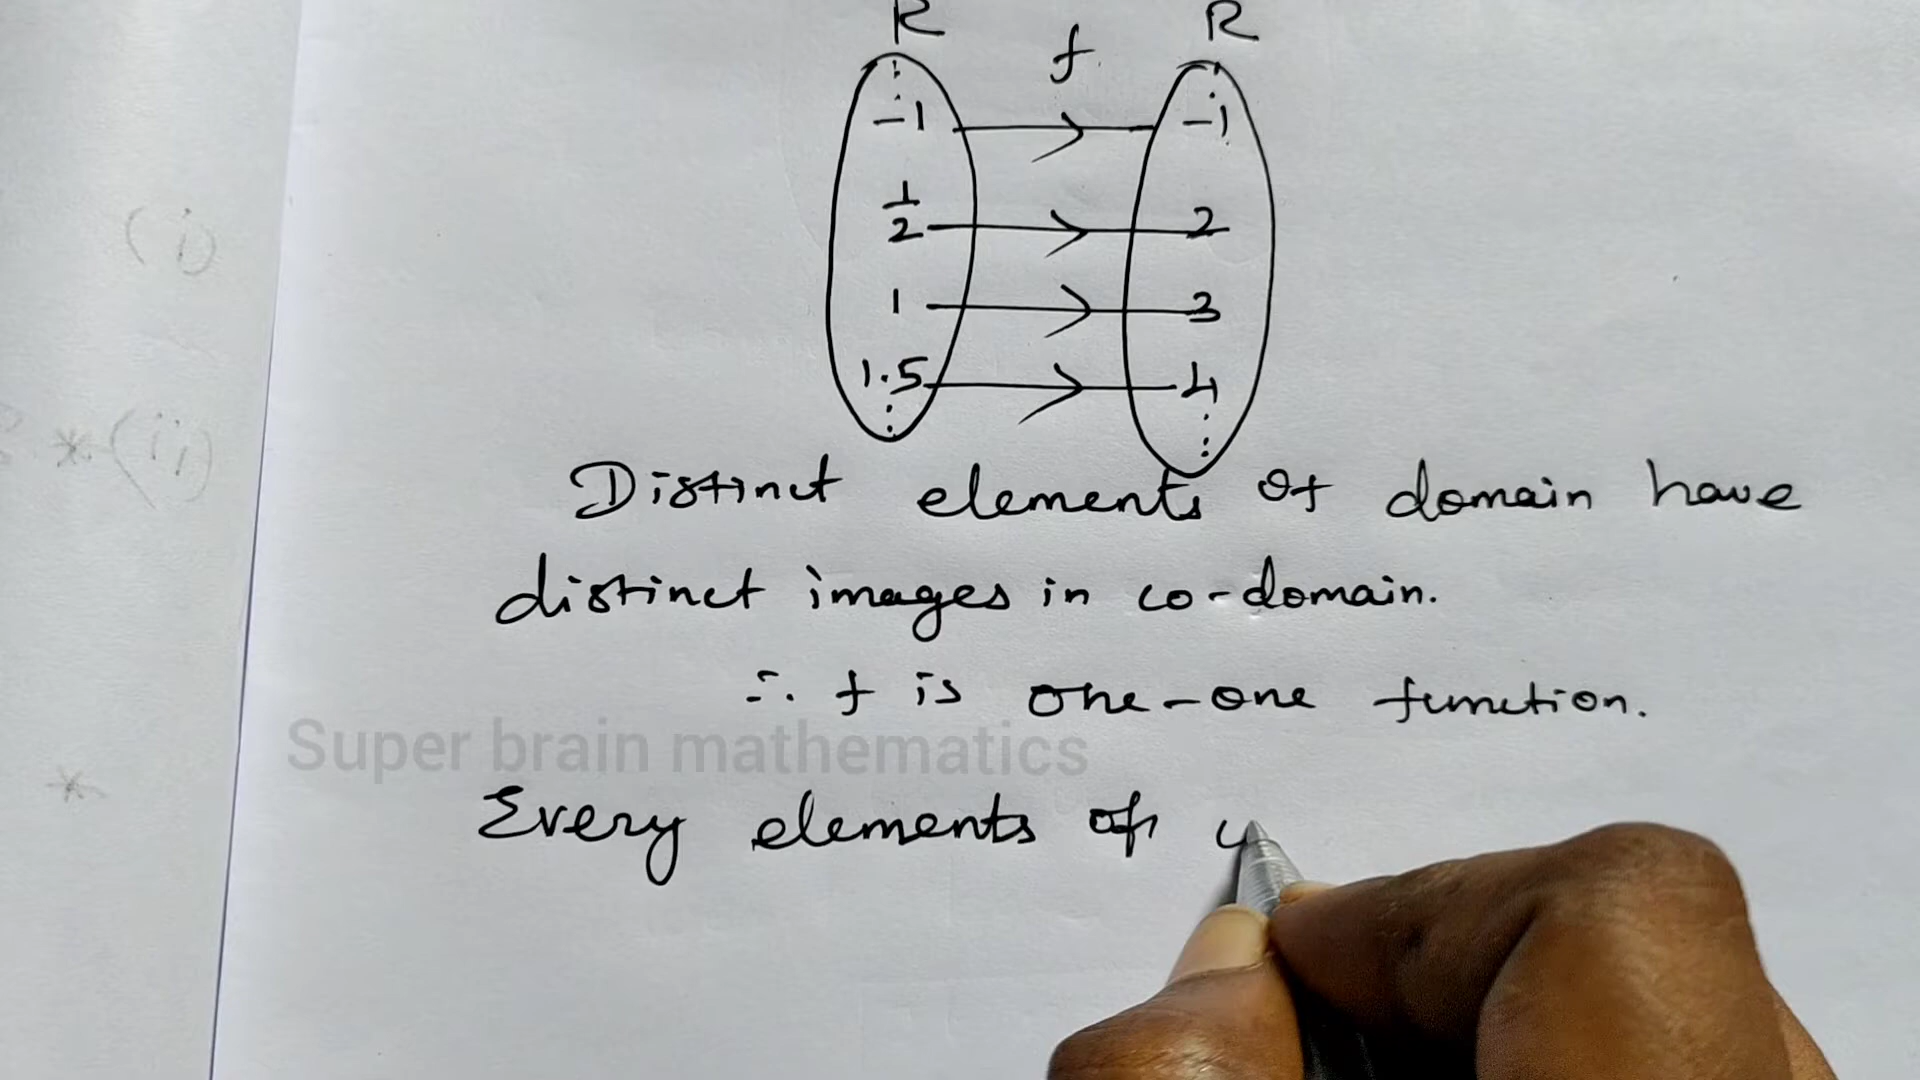 R R
f
-1 -1
1/2 2
1 3
1.5 4
(i)
*(ii)
Distinct elements of domain have
distinct images in co-domain.
∴ f is one-one function.
Super brain mathematics
*
Every elements of